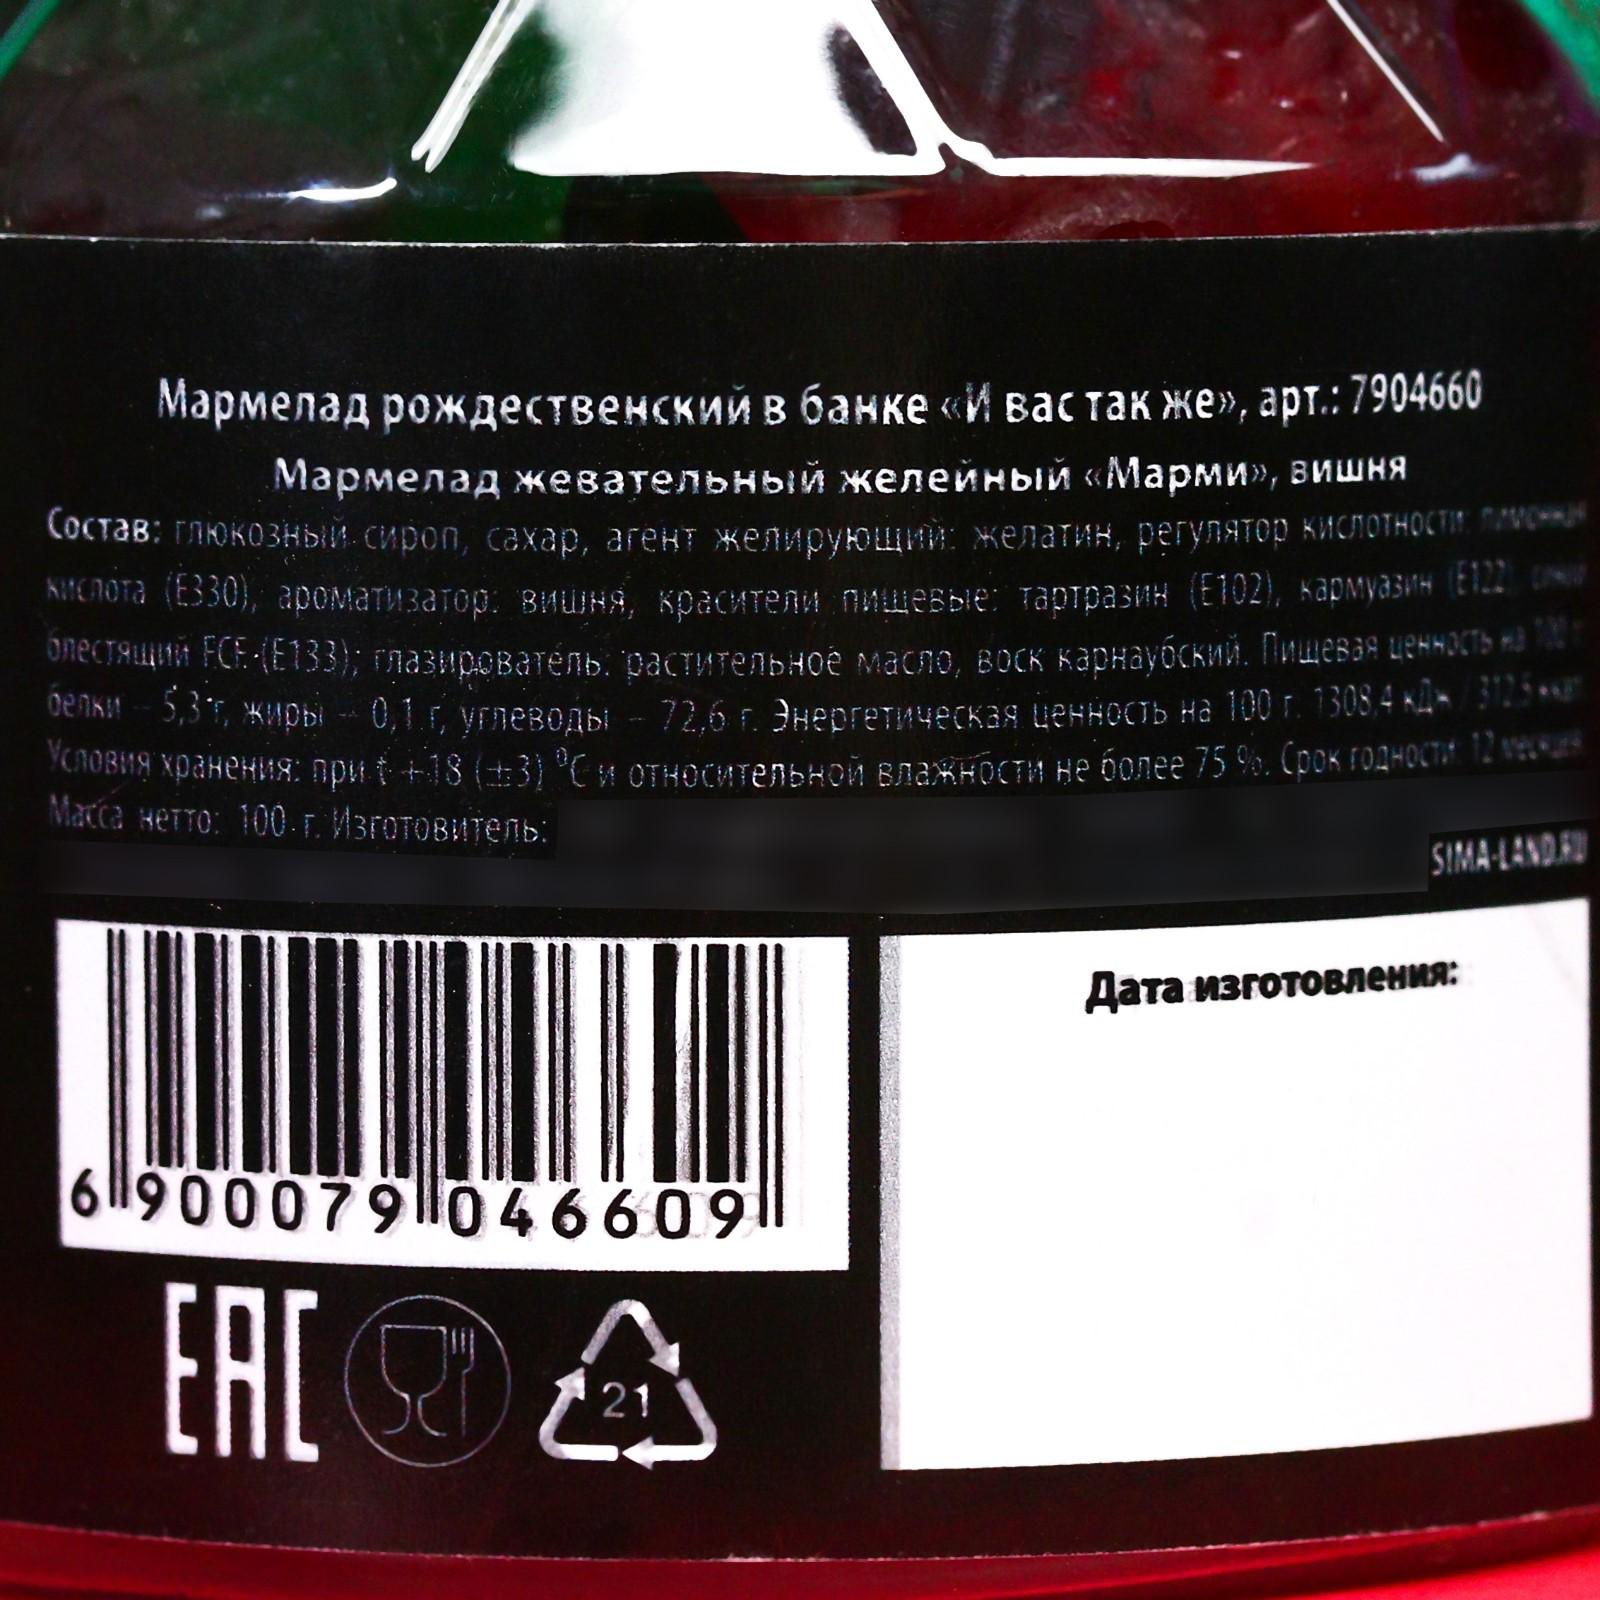 Мармелад рождественский в банке «И вас так же», арт.: 7904660
Мармелад жевательный желейный «Марми», вишня
Состав: глюкозный сироп, сахар, агент желирующий: желатин, регулятор кислотности: лимонная
кислота (Е330), ароматизатор: вишня, красители пищевые: тартразин (Е102), кармуазин (Е122), синий
блестящий FCF (Е133), глазирователь: растительное масло, воск карнаубский. Пищевая ценность на 100 г:
белки – 5,3 г, жиры – 0,1 г, углеводы – 72,6 г. Энергетическая ценность на 100 г: 1308,4 кДж / 312,5 ккал.
Условия хранения: при t +18 (±3) °С и относительной влажности не более 75 %. Срок годности: 12 месяцев.
Масса нетто: 100 г. Изготовитель:
SIMA-LAND.RU
Дата изготовления:
6 900079 046609
EAC
21